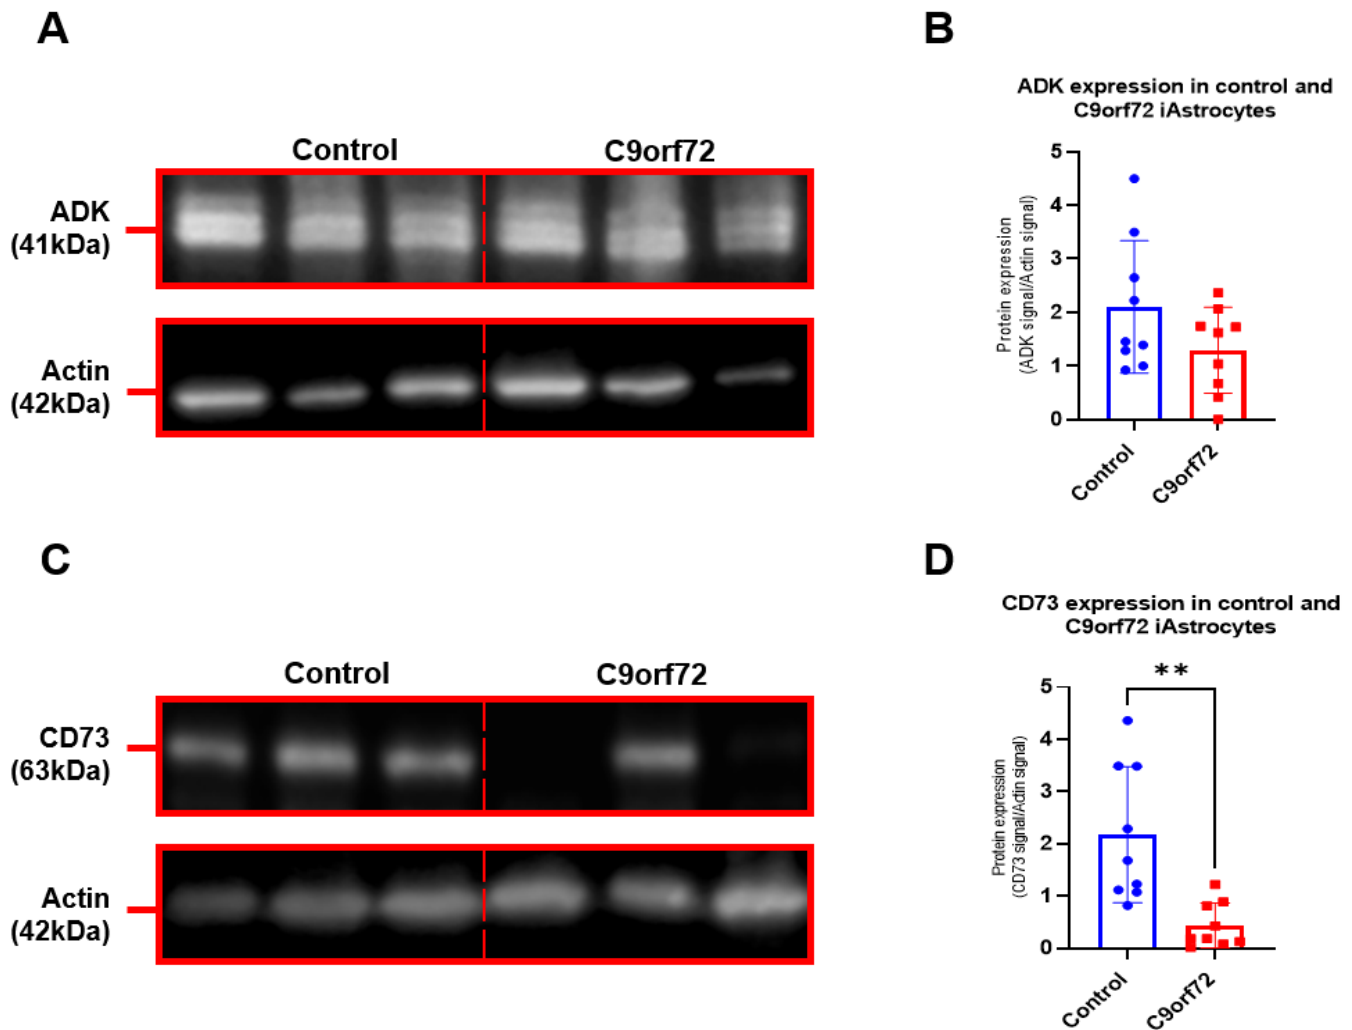 A
B
ADK expression in control and
C9orf72 iAstrocytes
Control
C9orf72
ADK
(41kDa)
Actin
(42kDa)
Protein expression
(ADK signal/Actin signal)
5
4
3
2
1
0
Control
C9orf72
C
D
CD73 expression in control and
C9orf72 iAstrocytes
Control
C9orf72
CD73
(63kDa)
Actin
(42kDa)
**
Protein expression
(CD73 signal/Actin signal)
5
4
3
2
1
0
Control
C9orf72